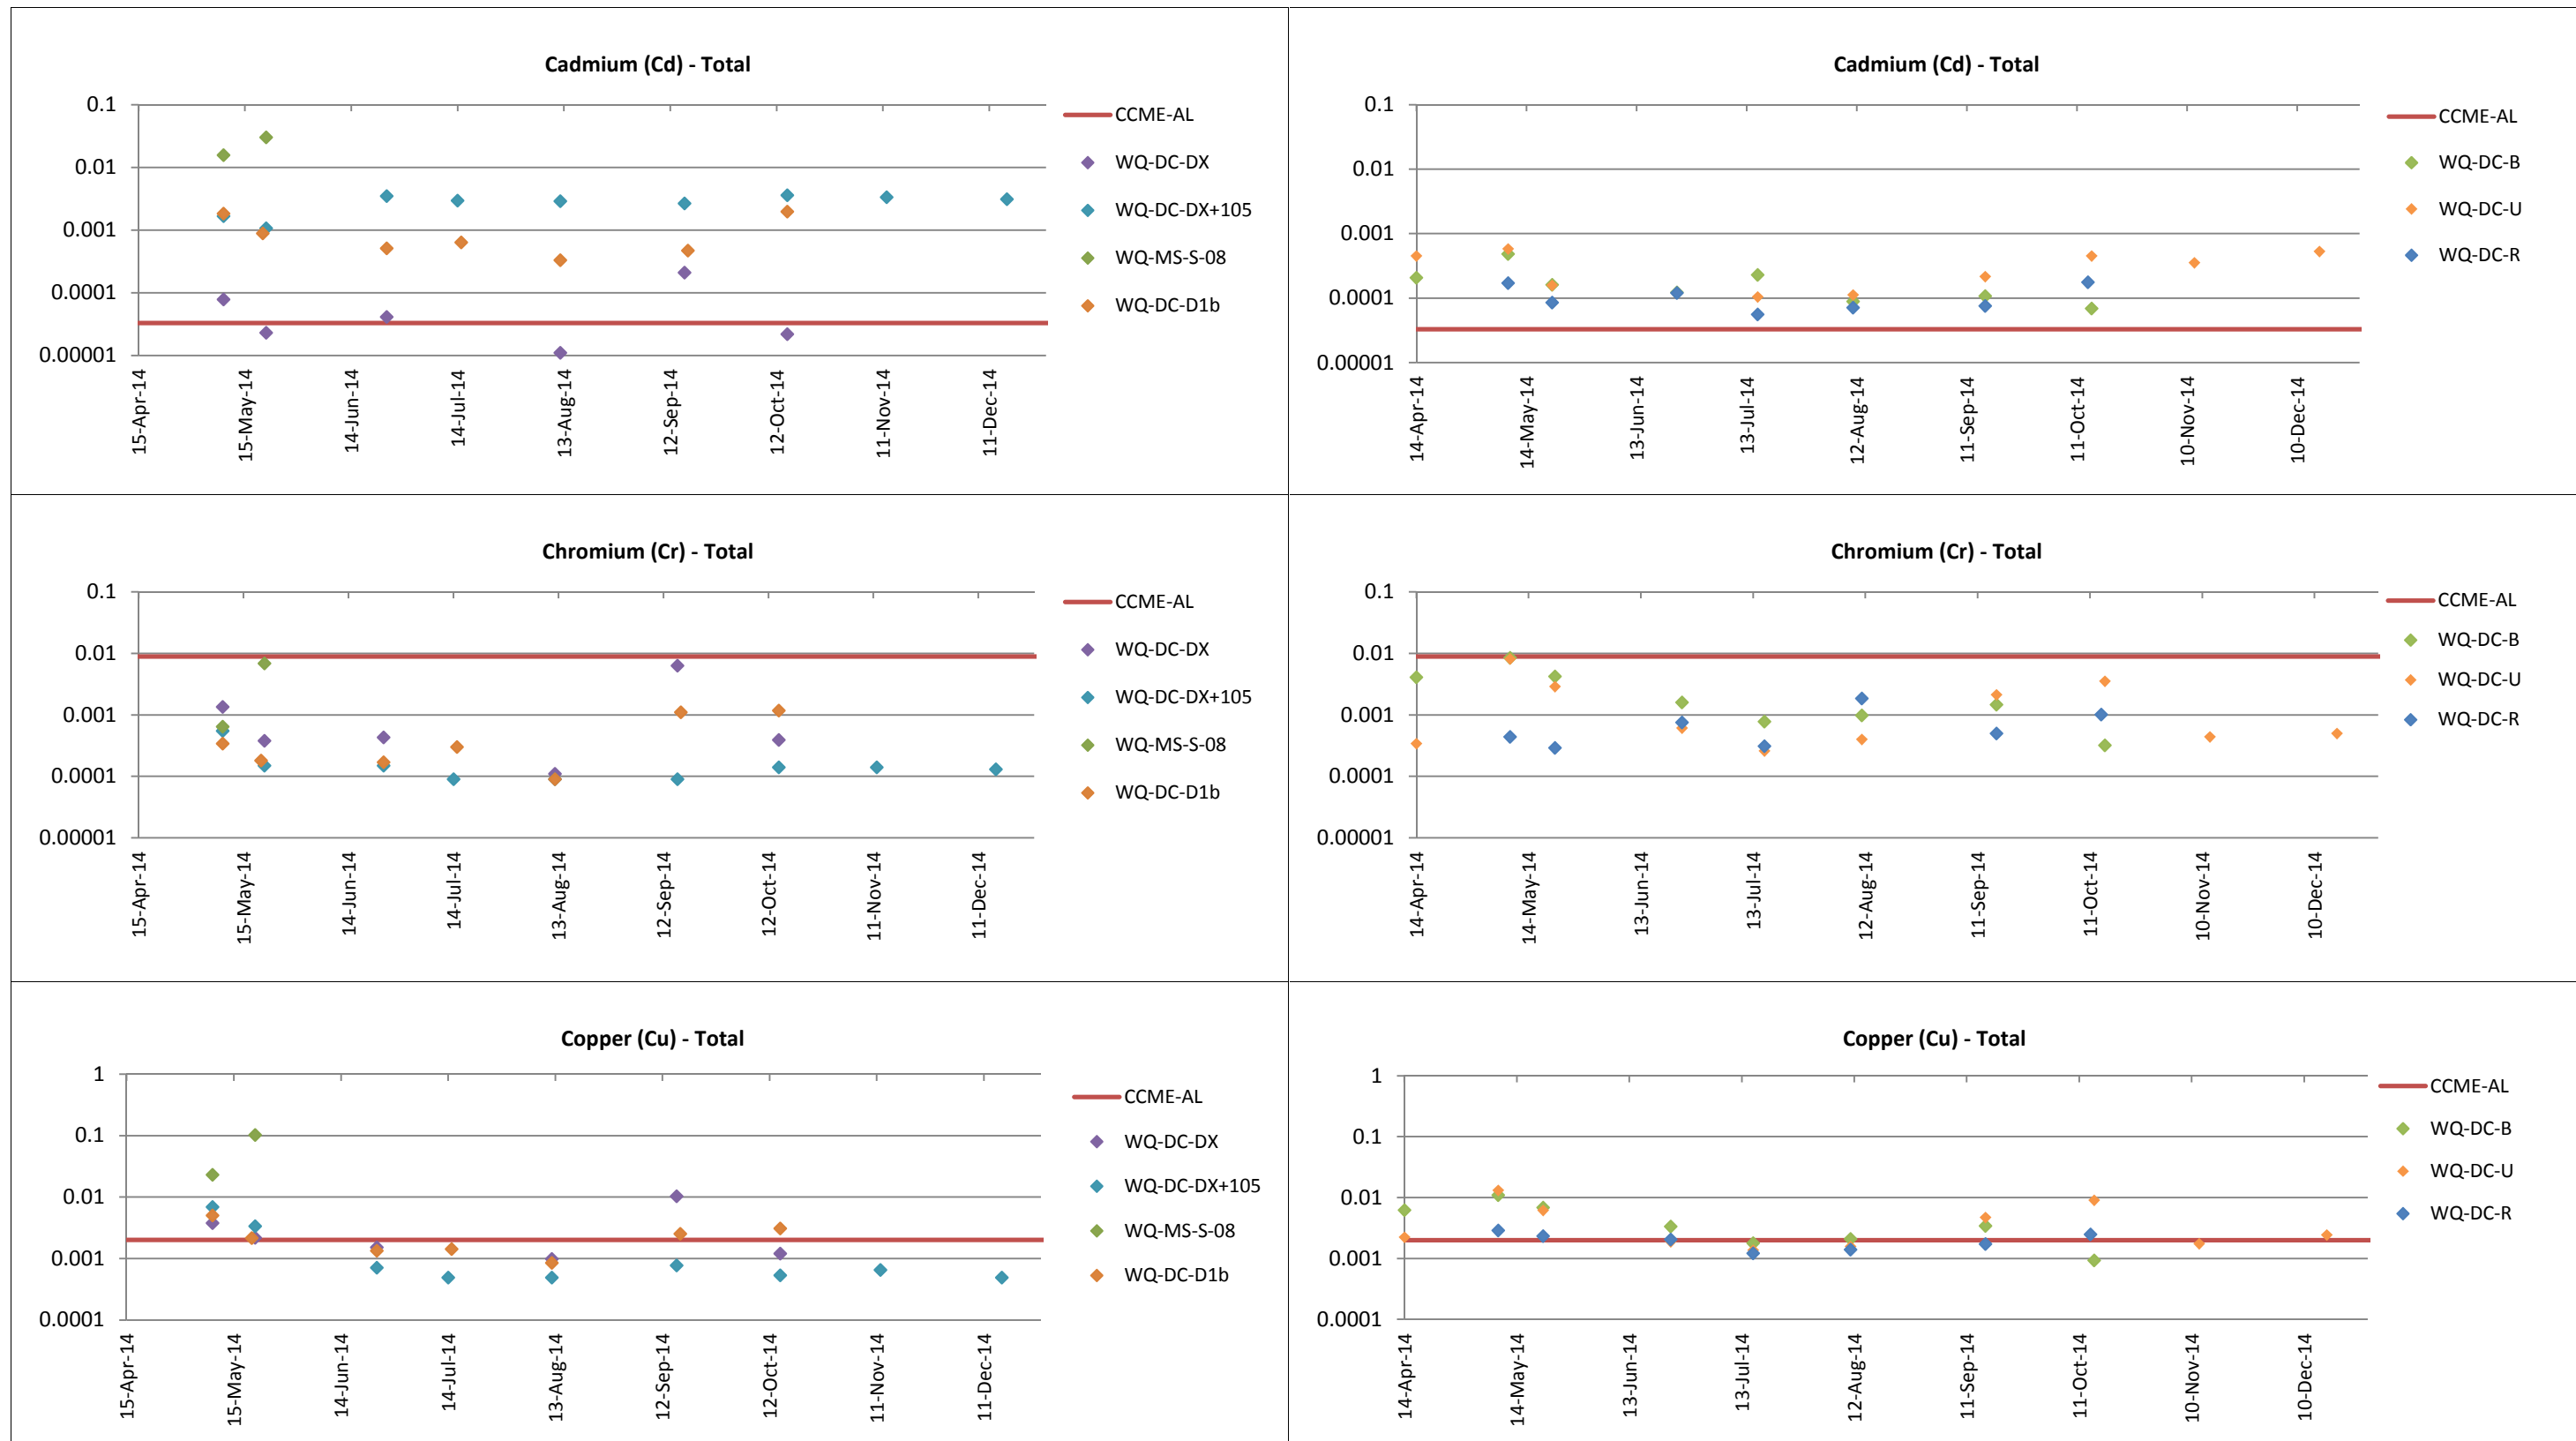 Cadmium (Cd) - Total
0.1
0.01
0.001
0.0001
0.00001
15-Apr-14
15-May-14
14-Jun-14
14-Jul-14
13-Aug-14
12-Sep-14
12-Oct-14
11-Nov-14
11-Dec-14
CCME-AL
WQ-DC-DX
WQ-DC-DX+105
WQ-MS-S-08
WQ-DC-D1b
Cadmium (Cd) - Total
0.1
0.01
0.001
0.0001
0.00001
14-Apr-14
14-May-14
13-Jun-14
13-Jul-14
12-Aug-14
11-Sep-14
11-Oct-14
10-Nov-14
10-Dec-14
CCME-AL
WQ-DC-B
WQ-DC-U
WQ-DC-R
Chromium (Cr) - Total
0.1
0.01
0.001
0.0001
0.00001
15-Apr-14
15-May-14
14-Jun-14
14-Jul-14
13-Aug-14
12-Sep-14
12-Oct-14
11-Nov-14
11-Dec-14
CCME-AL
WQ-DC-DX
WQ-DC-DX+105
WQ-MS-S-08
WQ-DC-D1b
Chromium (Cr) - Total
0.1
0.01
0.001
0.0001
0.00001
14-Apr-14
14-May-14
13-Jun-14
13-Jul-14
12-Aug-14
11-Sep-14
11-Oct-14
10-Nov-14
10-Dec-14
CCME-AL
WQ-DC-B
WQ-DC-U
WQ-DC-R
Copper (Cu) - Total
1
0.1
0.01
0.001
0.0001
15-Apr-14
15-May-14
14-Jun-14
14-Jul-14
13-Aug-14
12-Sep-14
12-Oct-14
11-Nov-14
11-Dec-14
CCME-AL
WQ-DC-DX
WQ-DC-DX+105
WQ-MS-S-08
WQ-DC-D1b
Copper (Cu) - Total
1
0.1
0.01
0.001
0.0001
14-Apr-14
14-May-14
13-Jun-14
13-Jul-14
12-Aug-14
11-Sep-14
11-Oct-14
10-Nov-14
10-Dec-14
CCME-AL
WQ-DC-B
WQ-DC-U
WQ-DC-R